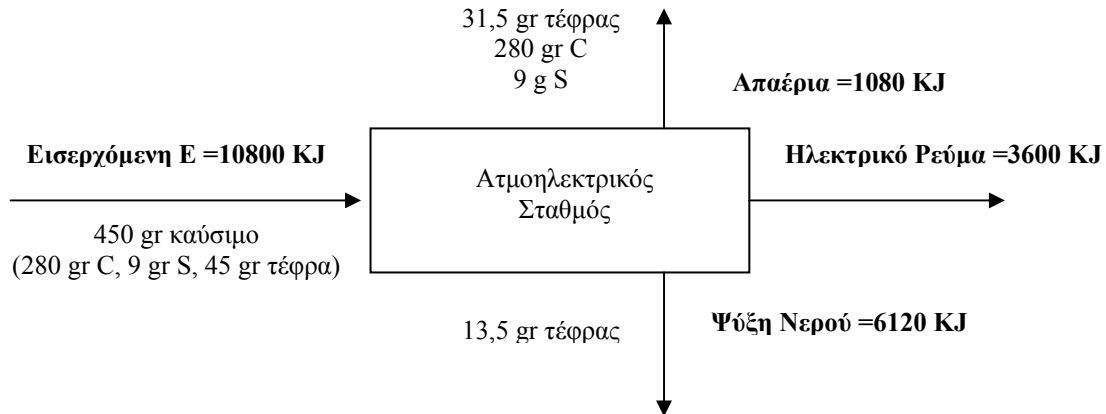 31,5 gr τέφρας
280 gr C
9 g S
Απαέρια =1080 KJ
Εισερχόμενη Ε =10800 KJ
Ηλεκτρικό Ρεύμα =3600 KJ
Ατμοηλεκτρικός
Σταθμός
450 gr καύσιμο
(280 gr C, 9 gr S, 45 gr τέφρα)
13,5 gr τέφρας
Ψύξη Νερού =6120 KJ